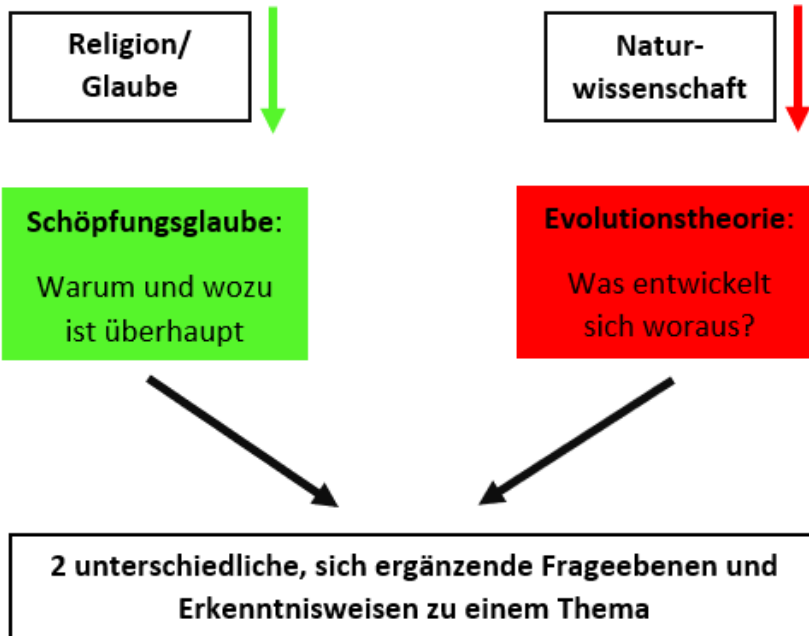 Religion/
Glaube
Natur-
wissenschaft
Schöpfungsglaube:
Warum und wozu
ist überhaupt
Evolutionstheorie:
Was entwickelt
sich woraus?
2 unterschiedliche, sich ergänzende Frageebenen und
Erkenntnisweisen zu einem Thema